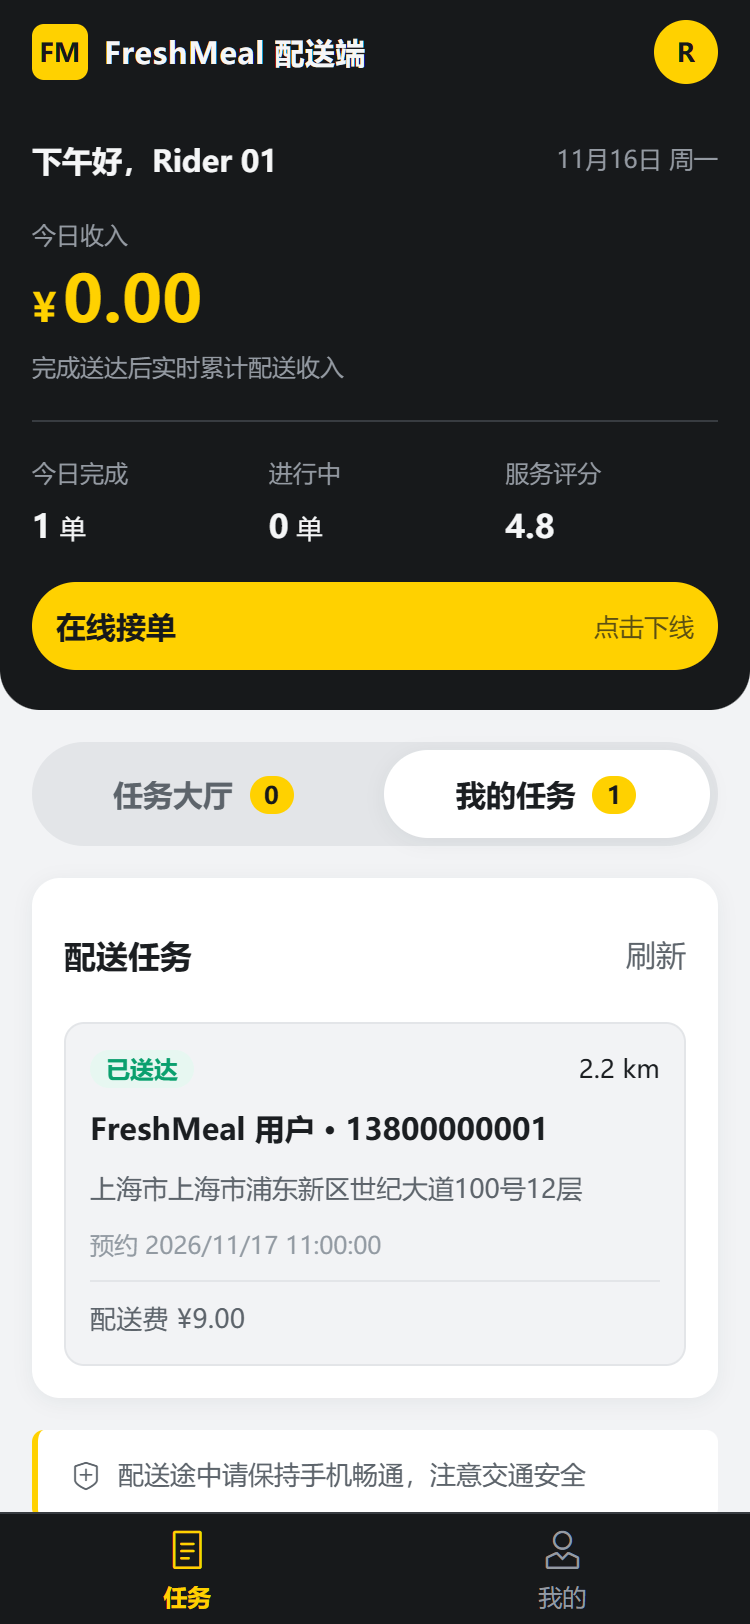 FM FreshMeal 配送端 R
下午好，Rider 01 11月16日 周一
今日收入
¥0.00
完成送达后实时累计配送收入
今日完成 进行中 服务评分
1 单 0 单 4.8
在线接单 点击下线
任务大厅 0 我的任务 1
配送任务 刷新
已送达 2.2 km
FreshMeal 用户 • 13800000001
上海市上海市浦东新区世纪大道100号12层
预约 2026/11/17 11:00:00
配送费 ¥9.00
配送途中请保持手机畅通，注意交通安全
任务 我的